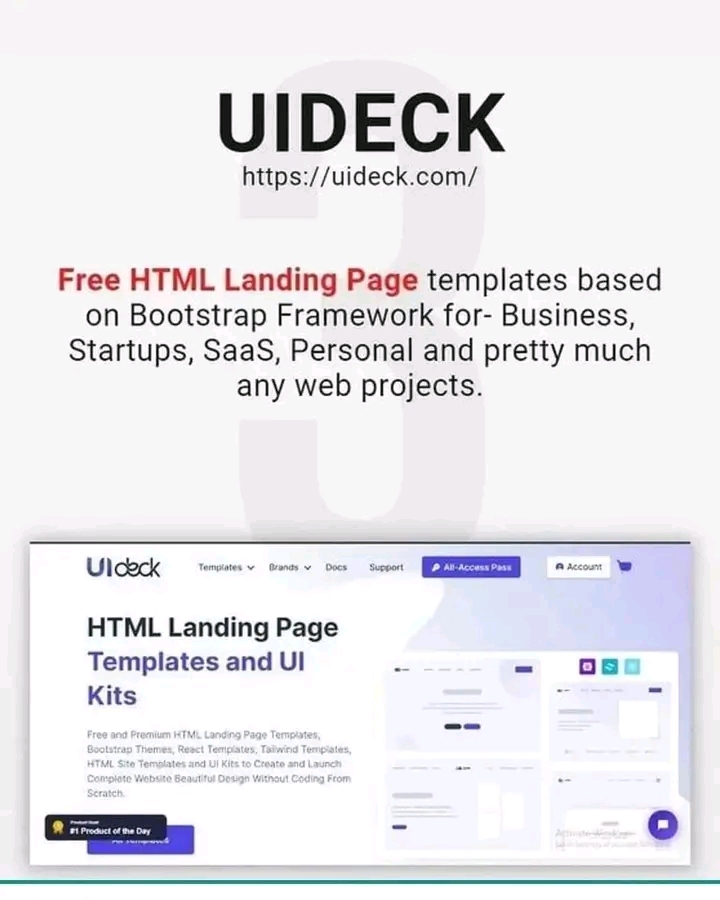 3
UIDECK
https://uideck.com/
Free HTML Landing Page templates based
on Bootstrap Framework for- Business,
Startups, SaaS, Personal and pretty much
any web projects.
UIdeck
Templates Brands Docs Support All-Access Pass Account
HTML Landing Page
Templates and UI
Kits
Free and Premium HTML Landing Page Templates,
Bootstrap Themes, React Templates, Tailwind Templates,
HTML Site Templates and UI Kits to Create and Launch
Complete Website Beautiful Design Without Coding From
Scratch.
Product Hunt
#1 Product of the Day
All Templates
Activate Windows